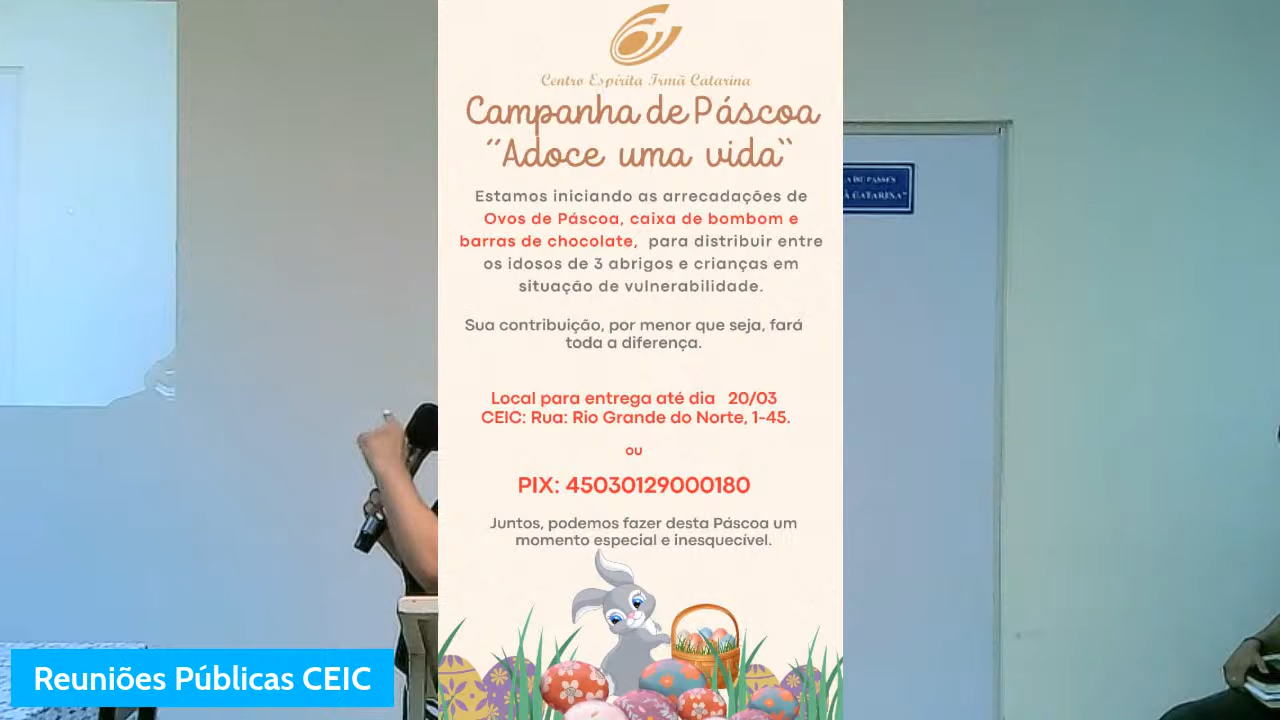 Centro Espírita Irmã Catarina
Campanha de Páscoa
“Adoce uma vida“
Estamos iniciando as arrecadações de
Ovos de Páscoa, caixa de bombom e
barras de chocolate, para distribuir entre
os idosos de 3 abrigos e crianças em
situação de vulnerabilidade.
Sua contribuição, por menor que seja, fará
toda a diferença.
Local para entrega até dia 20/03
CEIC: Rua: Rio Grande do Norte, 1-45.
ou
PIX: 45030129000180
Juntos, podemos fazer desta Páscoa um
momento especial e inesquecível.
PASSES
CATARINA"
Reuniões Públicas CEIC